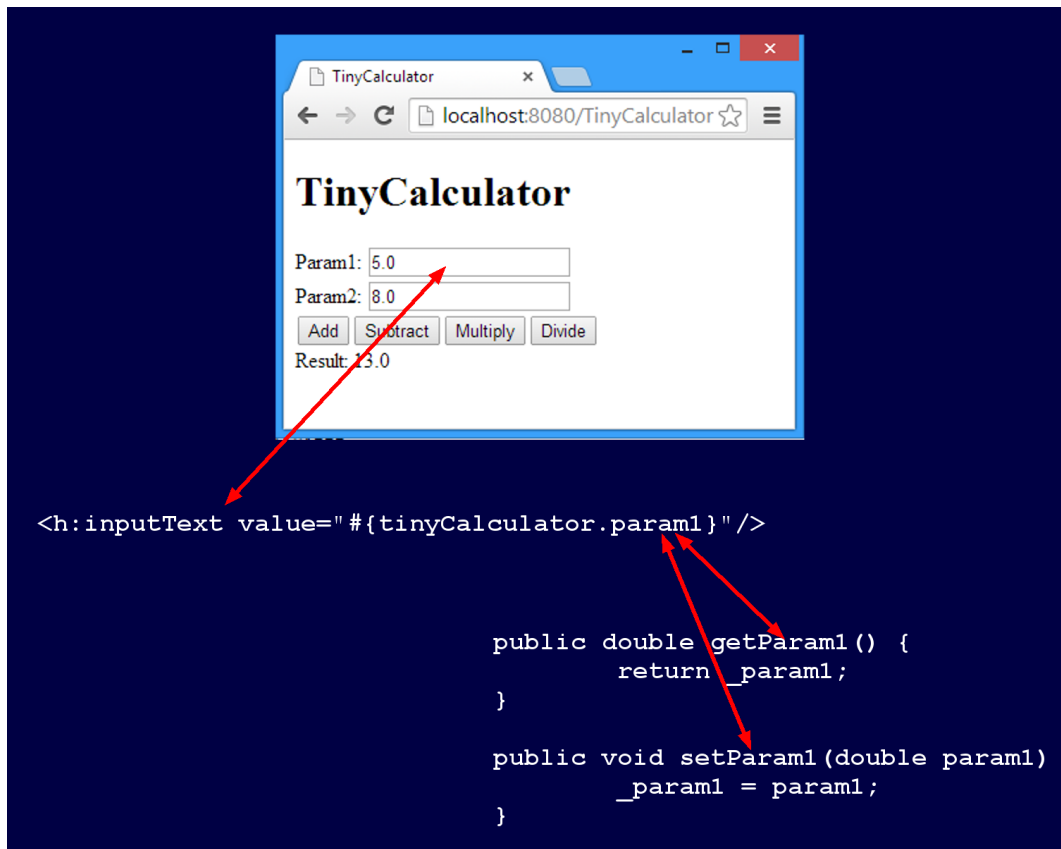 TinyCalculator
localhost:8080/TinyCalculator
TinyCalculator
Param1: 5.0
Param2: 8.0
Add Subtract Multiply Divide
Result: 13.0
<h:inputText value="#{tinyCalculator.param1}"/>
public double getParam1() {
return _param1;
}
public void setParam1(double param1)
_param1 = param1;
}